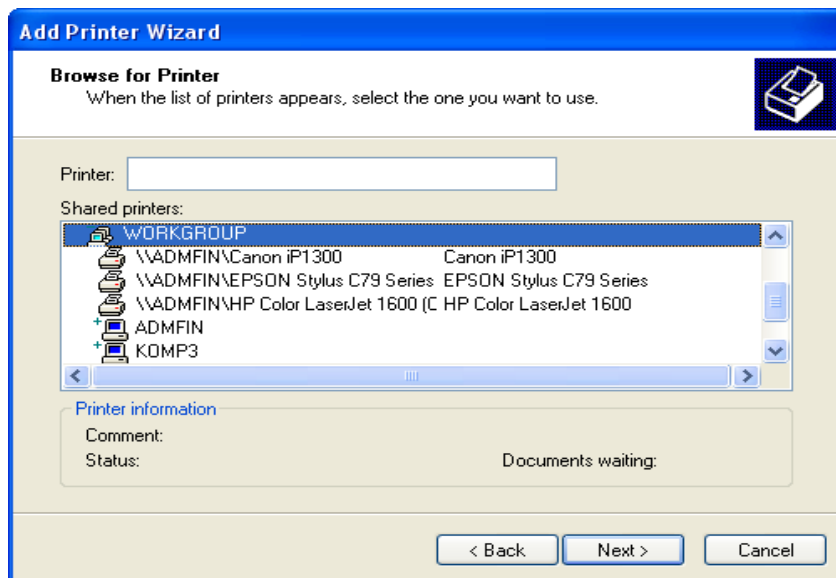 Add Printer Wizard
Browse for Printer
When the list of printers appears, select the one you want to use.
Printer:
Shared printers:
WORKGROUP
\\ADMFIN\Canon iP1300 Canon iP1300
\\ADMFIN\EPSON Stylus C79 Series EPSON Stylus C79 Series
\\ADMFIN\HP Color LaserJet 1600 (C HP Color LaserJet 1600
ADMFIN
KOMP3
Printer information
Comment:
Status: Documents waiting:
< Back Next > Cancel